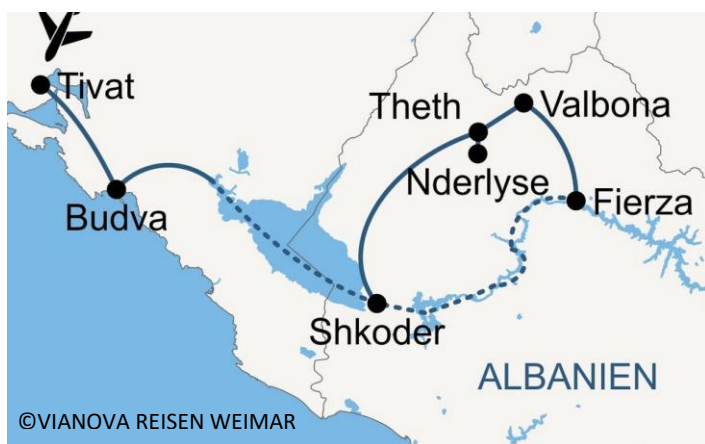 Tivat
Budva
Theth
Valbona
Nderlyse
Fierza
Shkoder
ALBANIEN
©VIANOVA REISEN WEIMAR